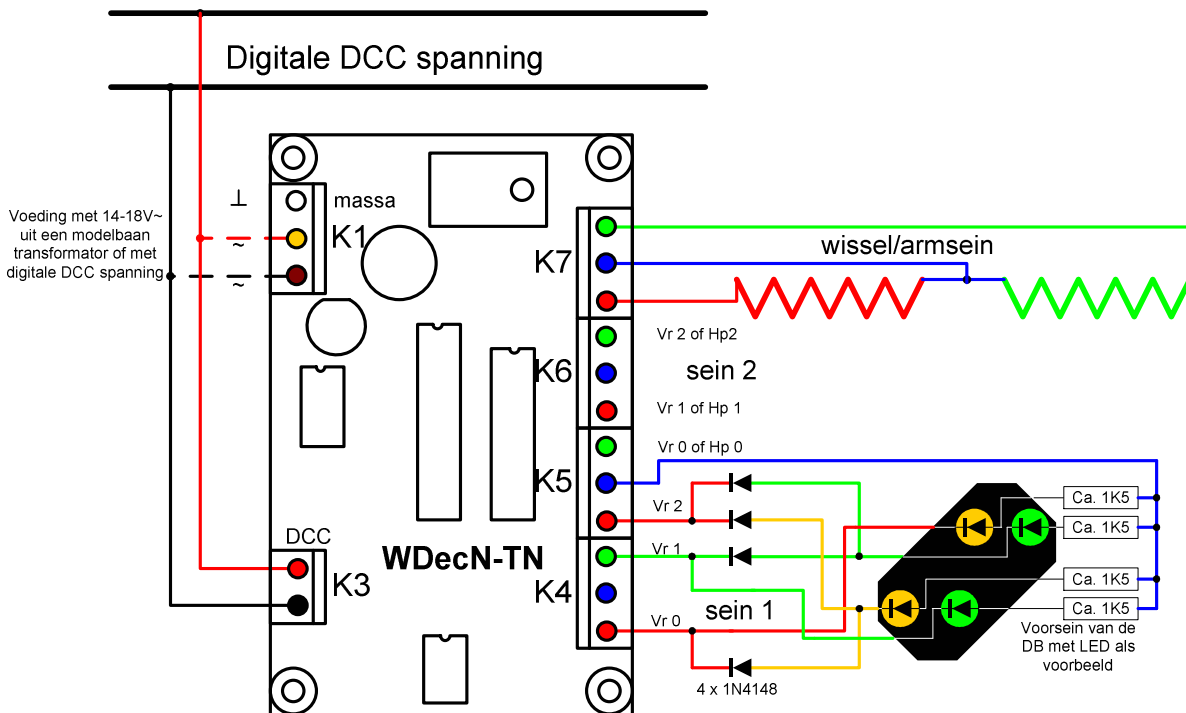 Digitale DCC spanning
Voeding met 14-18V~
uit een modelbaan
transformator of met
digitale DCC spanning
⊥
~
~
massa
K1
DCC
K3
WDecN-TN
K7
K6
K5
K4
wissel/armsein
Vr 2 of Hp2
sein 2
Vr 1 of Hp 1
Vr 0 of Hp 0
Vr 2
Vr 1
sein 1
Vr 0
4 x 1N4148
Ca. 1K5
Ca. 1K5
Ca. 1K5
Ca. 1K5
Voorsein van de
DB met LED als
voorbeeld